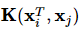 K(x_i^T, x_j)